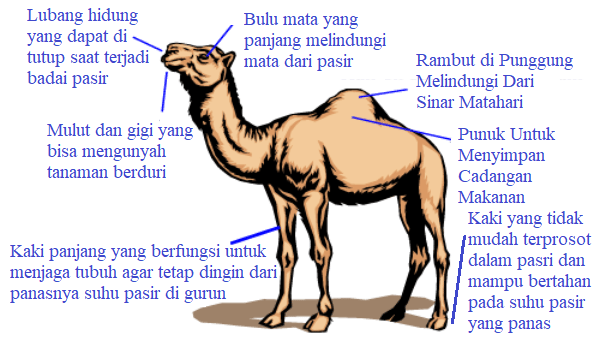 Lubang hidung
yang dapat di
tutup saat terjadi
badai pasir
Bulu mata yang
panjang melindungi
mata dari pasir
Rambut di Punggung
Melindungi Dari
Sinar Matahari
Mulut dan gigi yang
bisa mengunyah
tanaman berduri
Punuk Untuk
Menyimpan
Cadangan
Makanan
Kaki panjang yang berfungsi untuk
menjaga tubuh agar tetap dingin dari
panasnya suhu pasir di gurun
Kaki yang tidak
mudah terprosot
dalam pasri dan
mampu bertahan
pada suhu pasir
yang panas